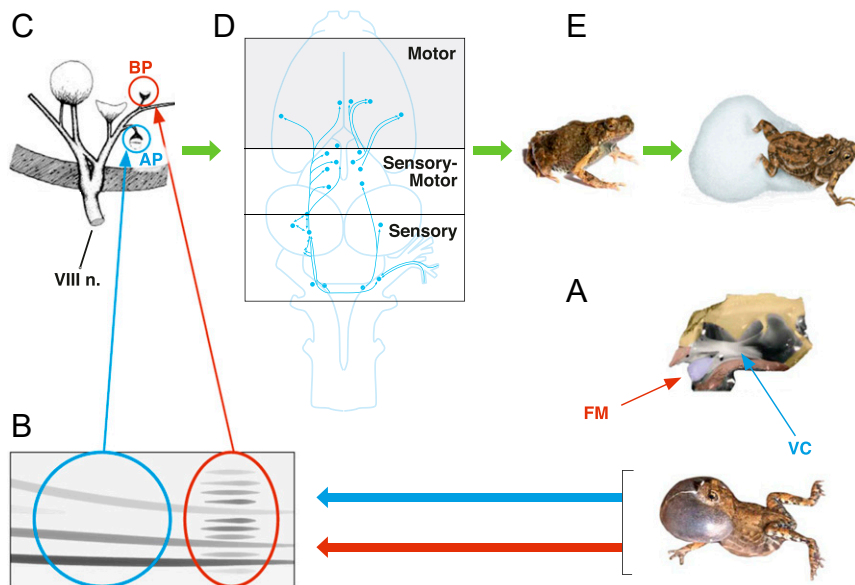 C
D
E
BP
AP
VIII n.
Motor
Sensory-
Motor
Sensory
A
FM
VC
B